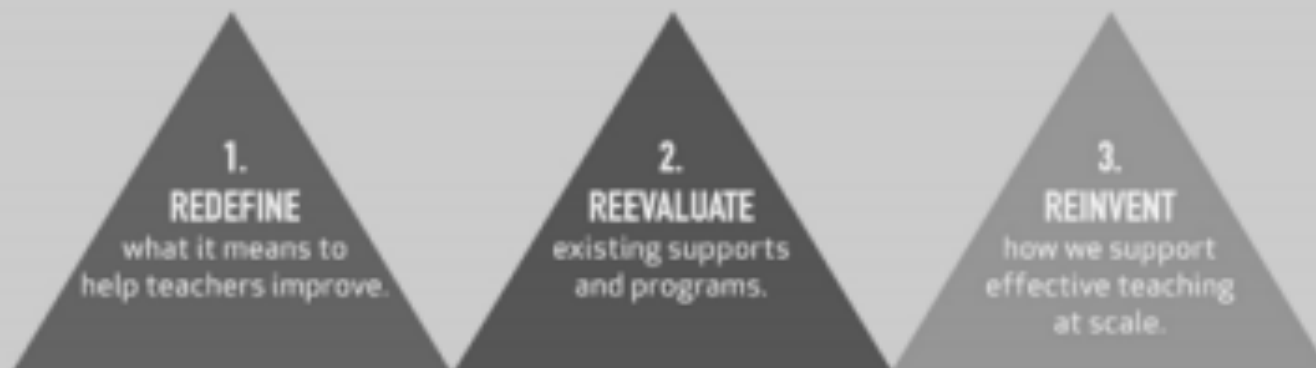 1.
REDEFINE
what it means to
help teachers improve.
2.
REEVALUATE
existing supports
and programs.
3.
REINVENT
how we support
effective teaching
at scale.